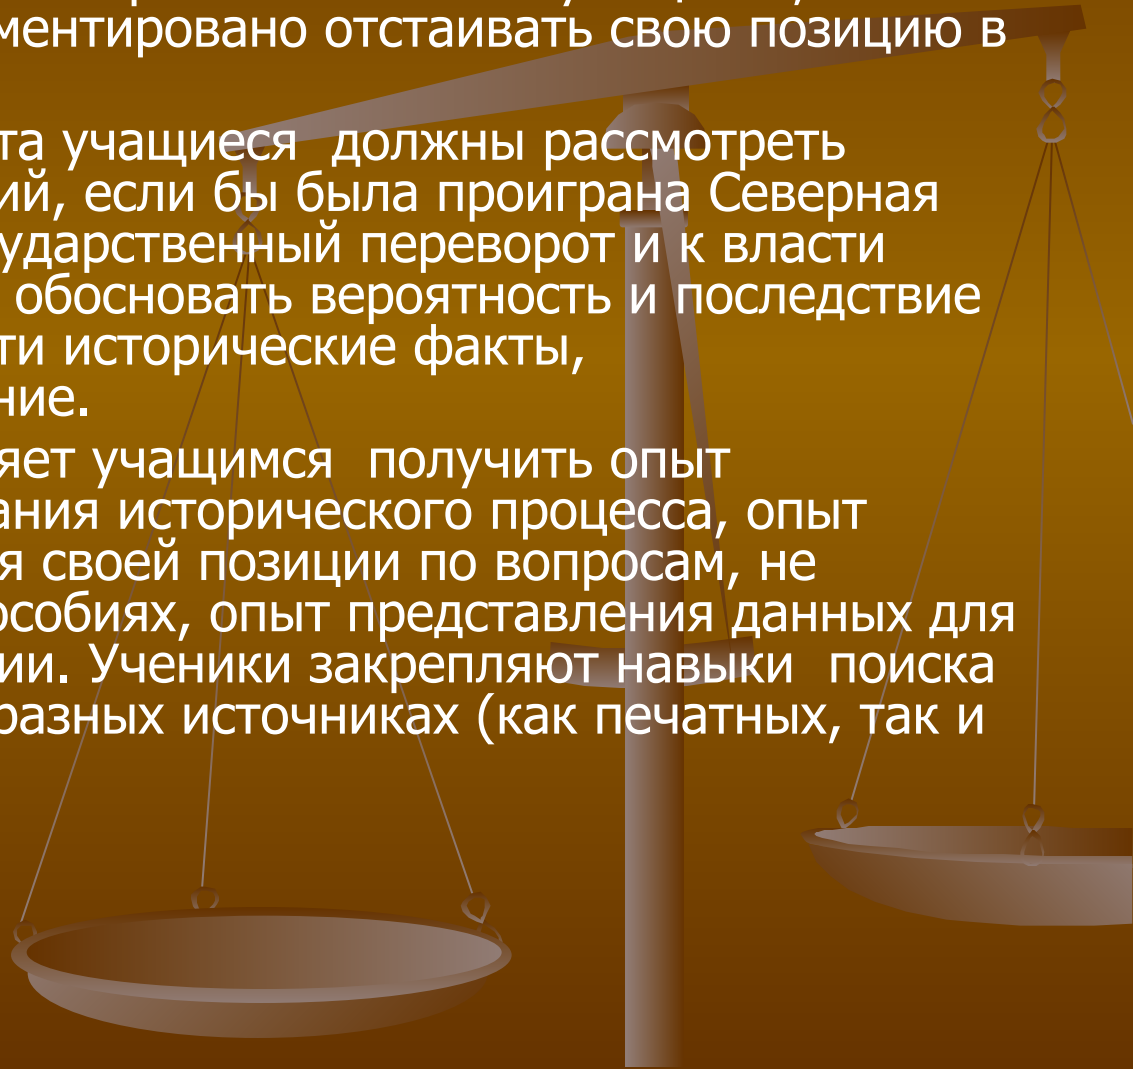 ментировано отстаивать свою позицию в
та учащиеся должны рассмотреть
ий, если бы была проиграна Северная
ударственный переворот и к власти
обосновать вероятность и последствие
ти исторические факты,
ние.
яет учащимся получить опыт
ания исторического процесса, опыт
я своей позиции по вопросам, не
особиях, опыт представления данных для
ии. Ученики закрепляют навыки поиска
разных источниках (как печатных, так и